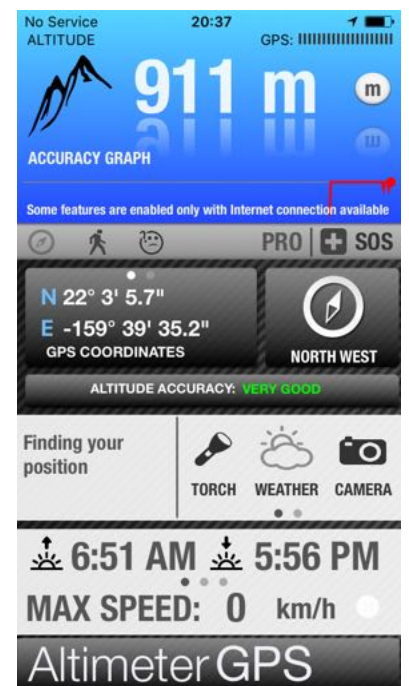 No Service 20:37
ALTITUDE GPS:
911 m
m
ACCURACY GRAPH
Some features are enabled only with Internet connection available
PRO | SOS
N 22° 3' 5.7"
E -159° 39' 35.2"
GPS COORDINATES
NORTH WEST
ALTITUDE ACCURACY: VERY GOOD
Finding your
position
TORCH WEATHER CAMERA
6:51 AM 5:56 PM
MAX SPEED: 0 km/h
Altimeter GPS